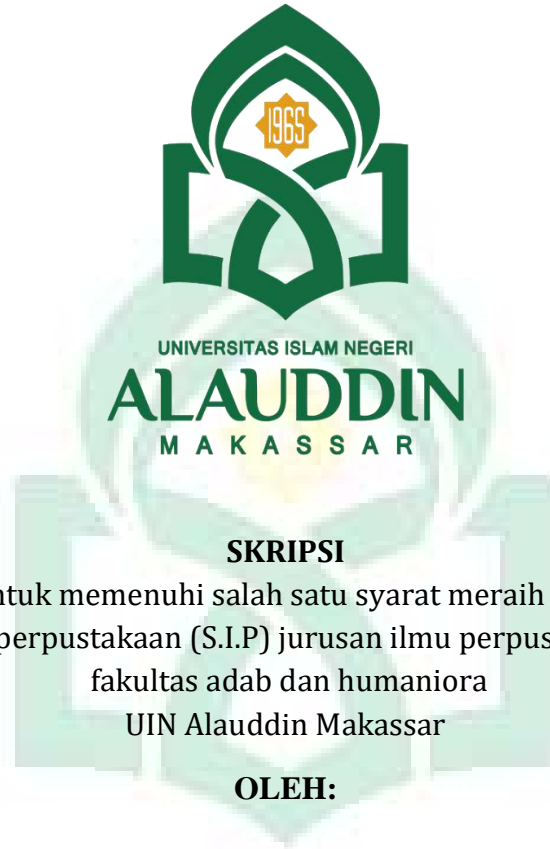 1965
UNIVERSITAS ISLAM NEGERI
ALAUDDIN
MAKASSAR
SKRIPSI
ntuk memenuhi salah satu syarat meraih
perpustakaan (S.I.P) jurusan ilmu perpus
fakultas adab dan humaniora
UIN Alauddin Makassar
OLEH: